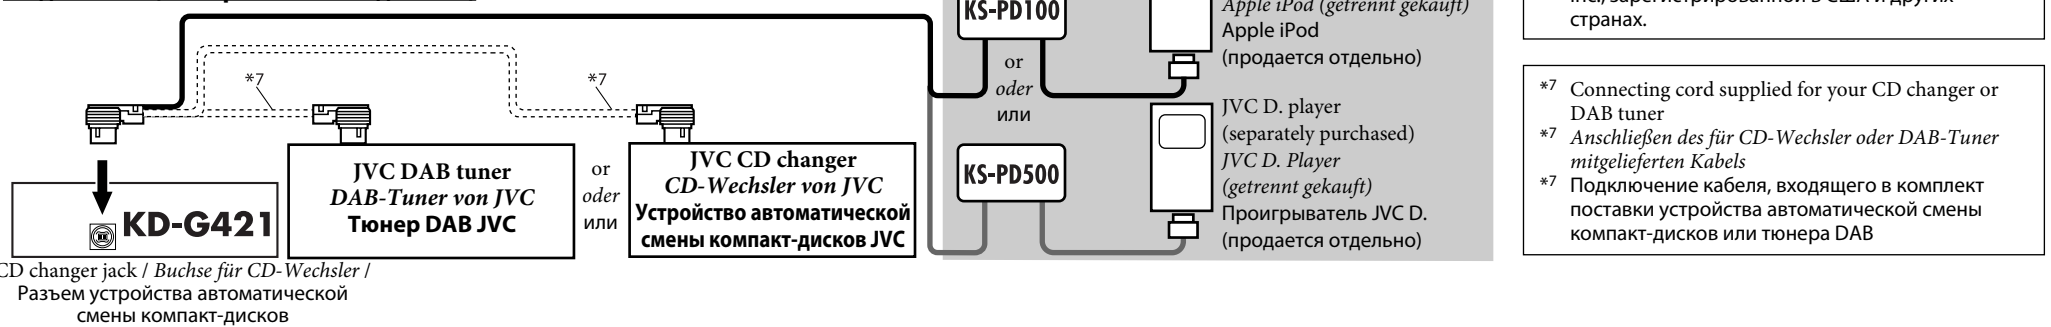 KS-PD100
Apple iPod (getrennt gekauft)
Apple iPod
(продается отдельно)
or
oder
или
*7
*7
JVC DAB tuner
DAB-Tuner von JVC
Тюнер DAB JVC
or
oder
или
JVC CD changer
CD-Wechsler von JVC
Устройство автоматической
смены компакт-дисков JVC
KD-G421
CD changer jack / Buchse für CD-Wechsler /
Разъем устройства автоматической
смены компакт-дисков
KS-PD500
JVC D. player
(separately purchased)
JVC D. Player
(getrennt gekauft)
Проигрыватель JVC D.
(продается отдельно)
Inc., зарегистрированной в США и других
странах.
*7 Connecting cord supplied for your CD changer or
DAB tuner
*7 Anschließen des für CD-Wechsler oder DAB-Tuner
mitgelieferten Kabels
*7 Подключение кабеля, входящего в комплект
поставки устройства автоматической смены
компакт-дисков или тюнера DAB